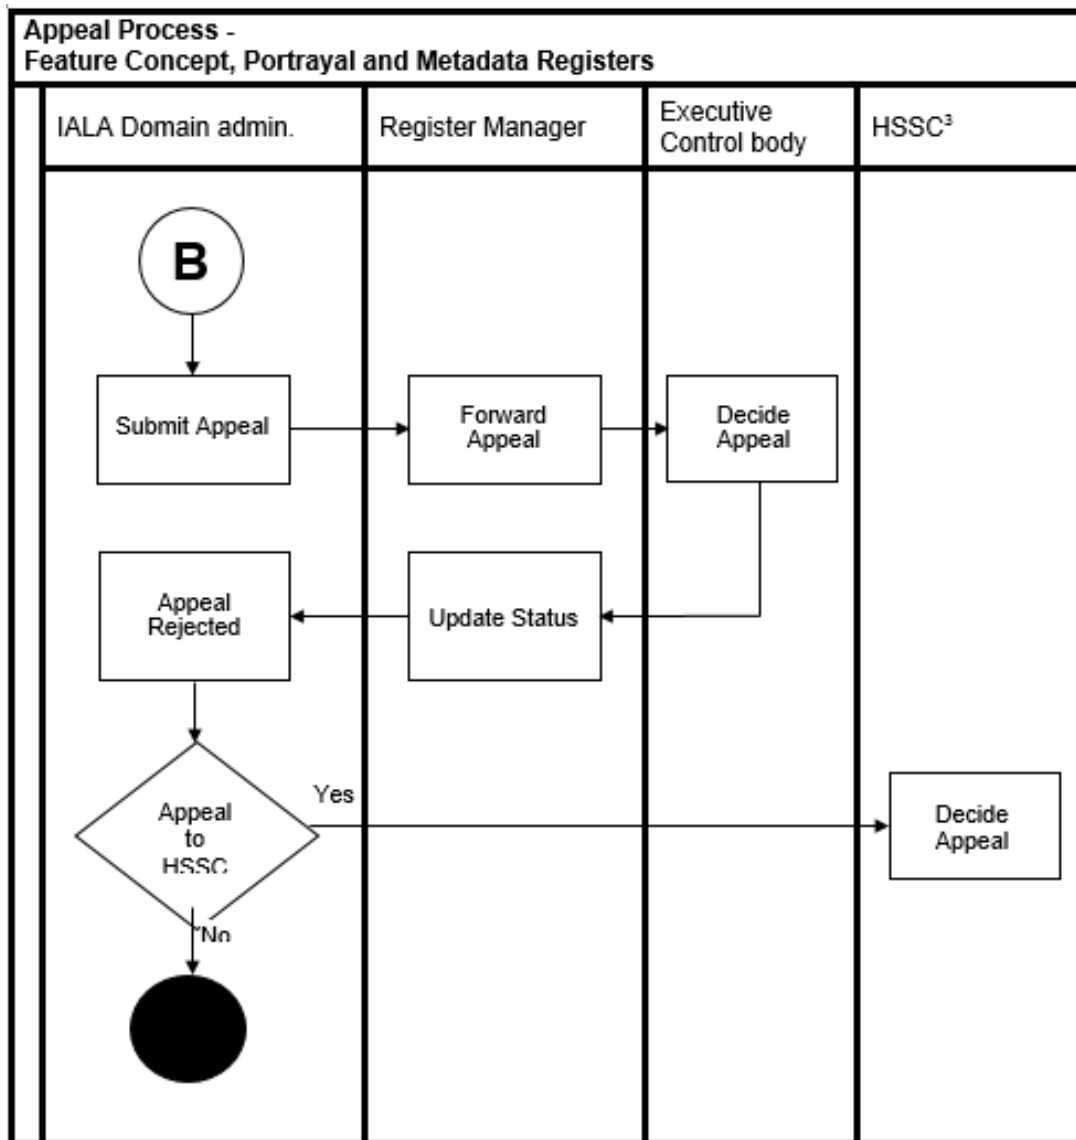 Appeal Process -
Feature Concept, Portrayal and Metadata Registers
IALA Domain admin.
Register Manager
Executive
Control body
HSSC³
B
Submit Appeal
Forward
Appeal
Decide
Appeal
Appeal
Rejected
Update Status
Appeal
to
HSSC
Yes
Decide
Appeal
No